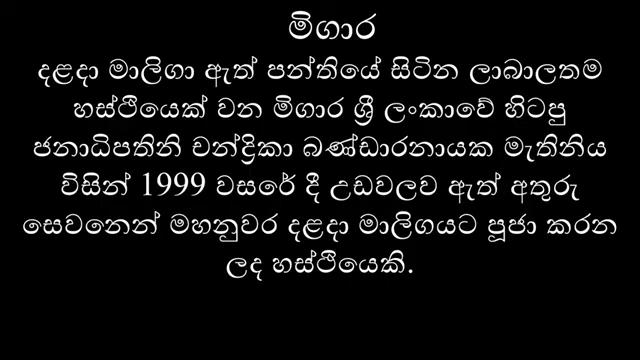 මිගාර
දළදා මාලිගා ඇත් පන්තියේ සිටින ලාබාලතම
හස්ථියෙක් වන මිගාර ශ්‍රී ලංකාවේ හිටපු
ජනාධිපතිනි චන්ද්‍රිකා බණ්ඩාරනායක මැතිනිය
විසින් 1999 වසරේ දී උඩවලව ඇත් අතුරු
සෙවනෙන් මහනුවර දළදා මාලිගයට පූජා කරන
ලද හස්ථියෙකි.